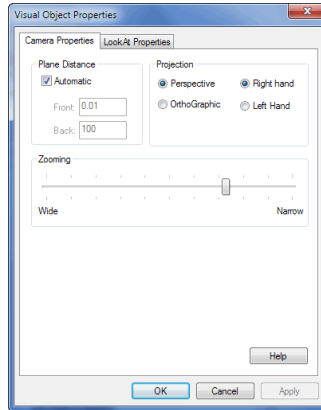 Visual Object Properties
Camera Properties LookAt Properties
Plane Distance
Automatic
Front: 0.01
Back: 100
Projection
Perspective Right hand
OrthoGraphic Left Hand
Zooming
Wide Narrow
Help
OK Cancel Apply